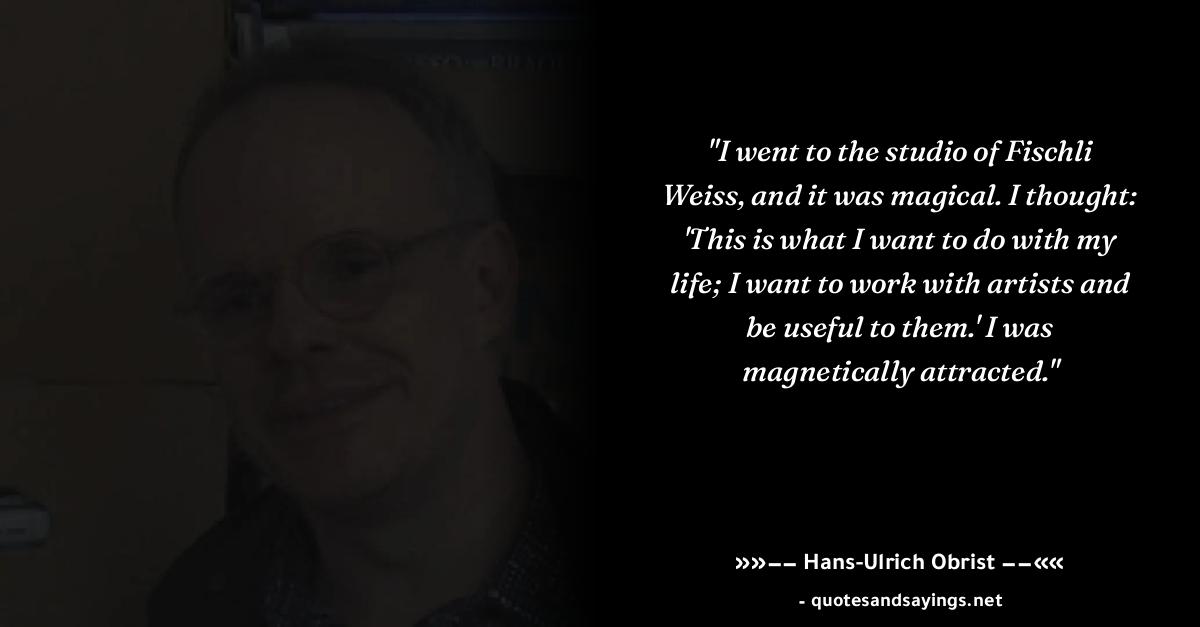 "I went to the studio of Fischli
Weiss, and it was magical. I thought:
'This is what I want to do with my
life; I want to work with artists and
be useful to them.' I was
magnetically attracted."
»»−− Hans-Ulrich Obrist −−««
- quotesandsayings.net